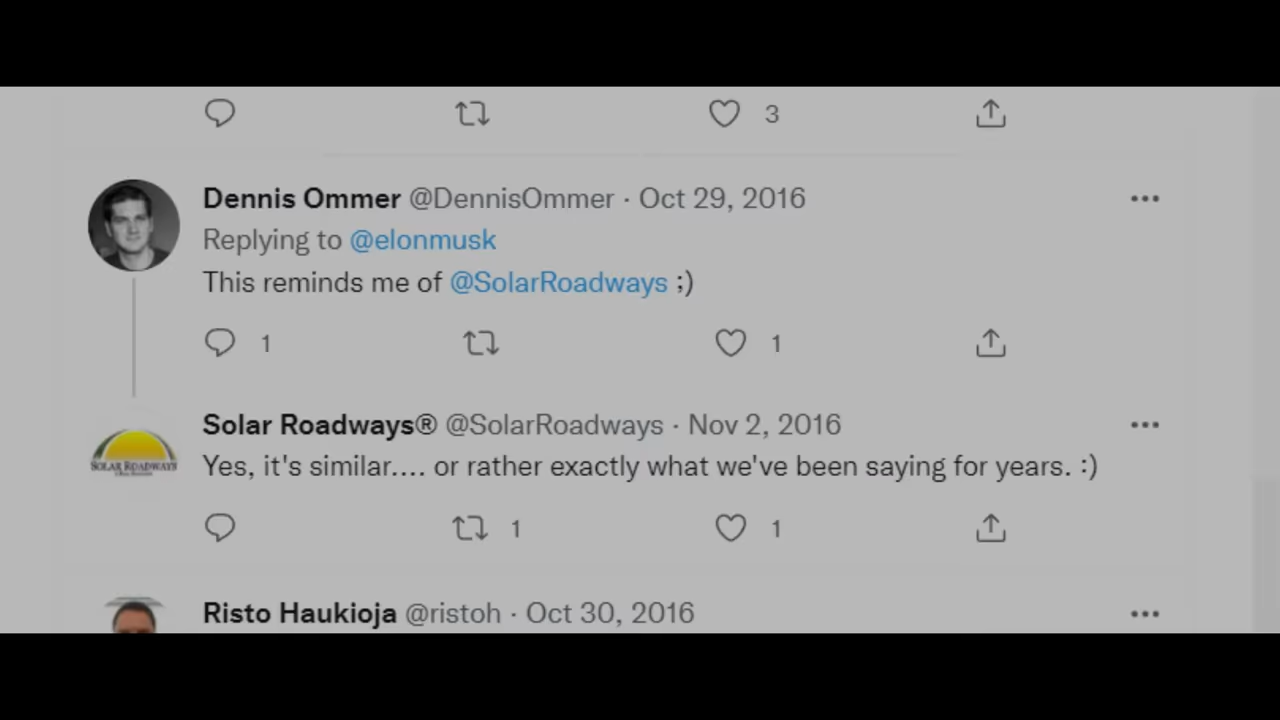 3
Dennis Ommer @DennisOmmer · Oct 29, 2016
Replying to @elonmusk
This reminds me of @SolarRoadways ;)
1 1
SOLAR ROADWAYS
Solar Roadways® @SolarRoadways · Nov 2, 2016
Yes, it's similar.... or rather exactly what we've been saying for years. :)
1 1
Risto Haukioja @ristoh · Oct 30, 2016